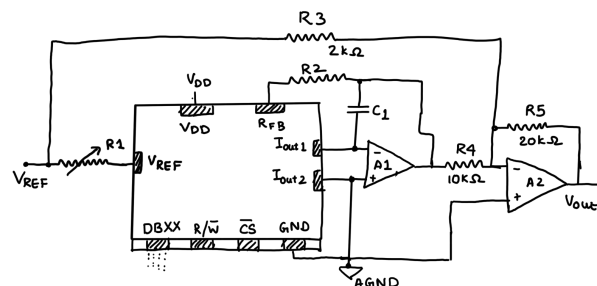 R3
2kΩ
VDD
R2
VDD
RFB
C1
R5
20kΩ
R1
VREF
VREF
Iout1
Iout2
−
A1
+
R4
10kΩ
−
A2
+
Vout
DBXX
R/W̅
C̅S̅
GND
AGND